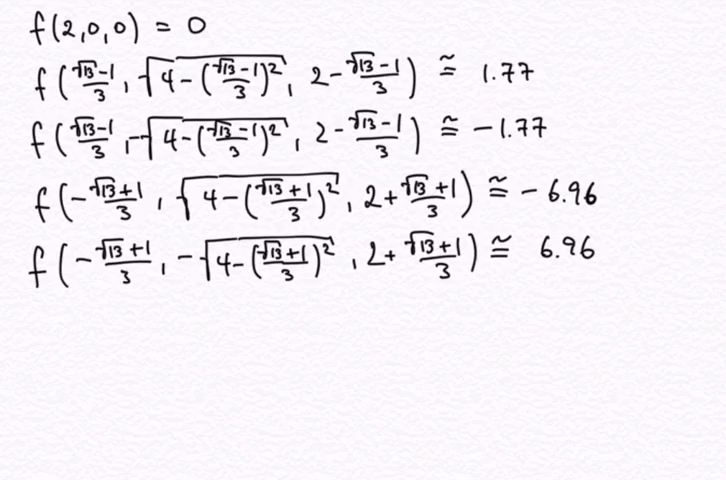 f(2,0,0) = 0
f(√13-1/3, √4-(√13-1/3)², 2-√13-1/3) ≅ 1.77
f(√13-1/3, -√4-(√13-1/3)², 2-√13-1/3) ≅ -1.77
f(-√13+1/3, √4-(√13+1/3)², 2+√13+1/3) ≅ -6.96
f(-√13+1/3, -√4-(√13+1/3)², 2+√13+1/3) ≅ 6.96